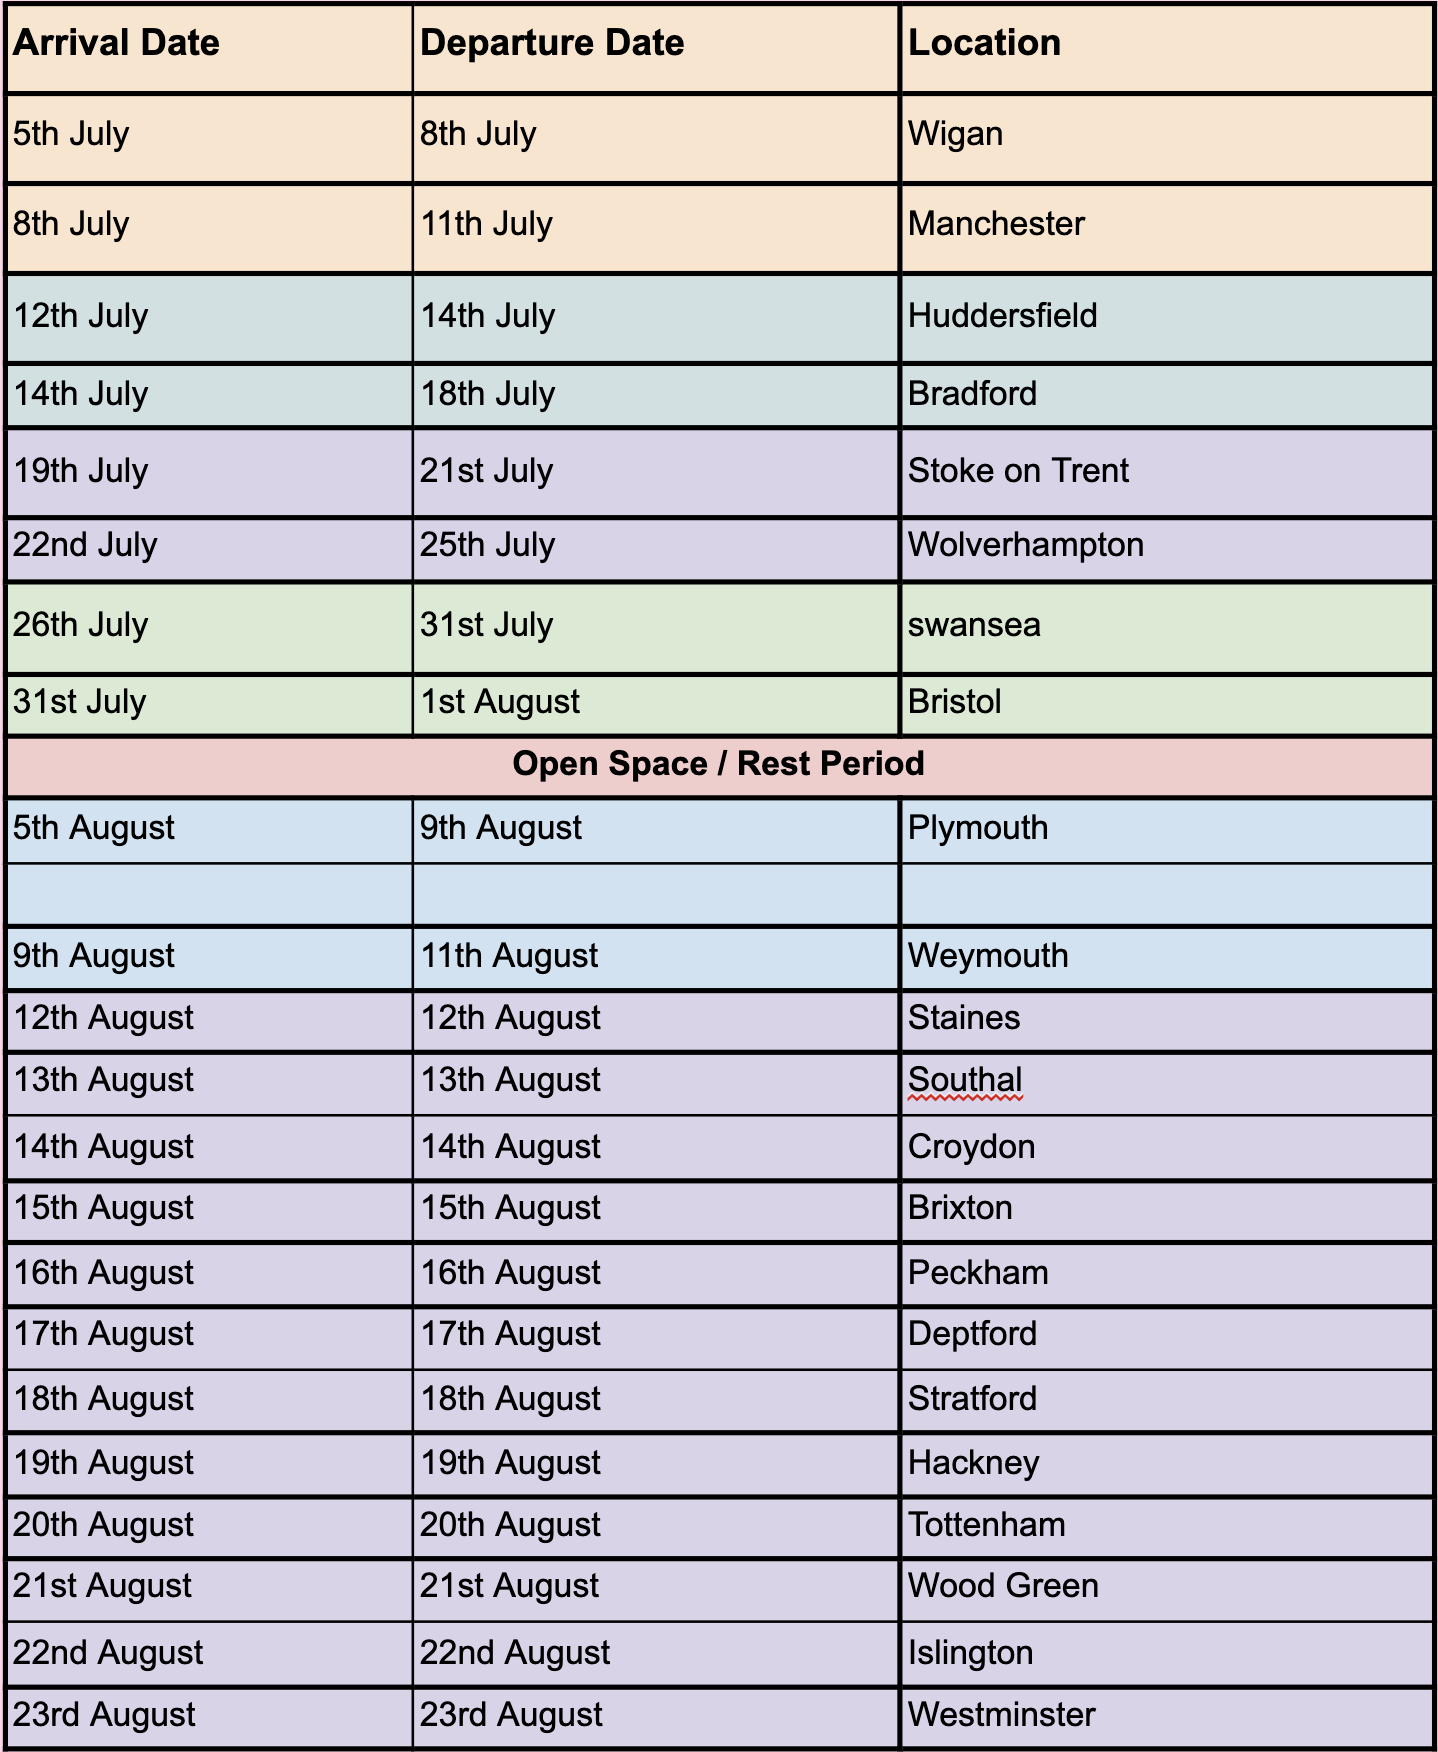 Arrival Date Departure Date Location
5th July 8th July Wigan
8th July 11th July Manchester
12th July 14th July Huddersfield
14th July 18th July Bradford
19th July 21st July Stoke on Trent
22nd July 25th July Wolverhampton
26th July 31st July swansea
31st July 1st August Bristol
Open Space / Rest Period
5th August 9th August Plymouth
9th August 11th August Weymouth
12th August 12th August Staines
13th August 13th August Southal
14th August 14th August Croydon
15th August 15th August Brixton
16th August 16th August Peckham
17th August 17th August Deptford
18th August 18th August Stratford
19th August 19th August Hackney
20th August 20th August Tottenham
21st August 21st August Wood Green
22nd August 22nd August Islington
23rd August 23rd August Westminster